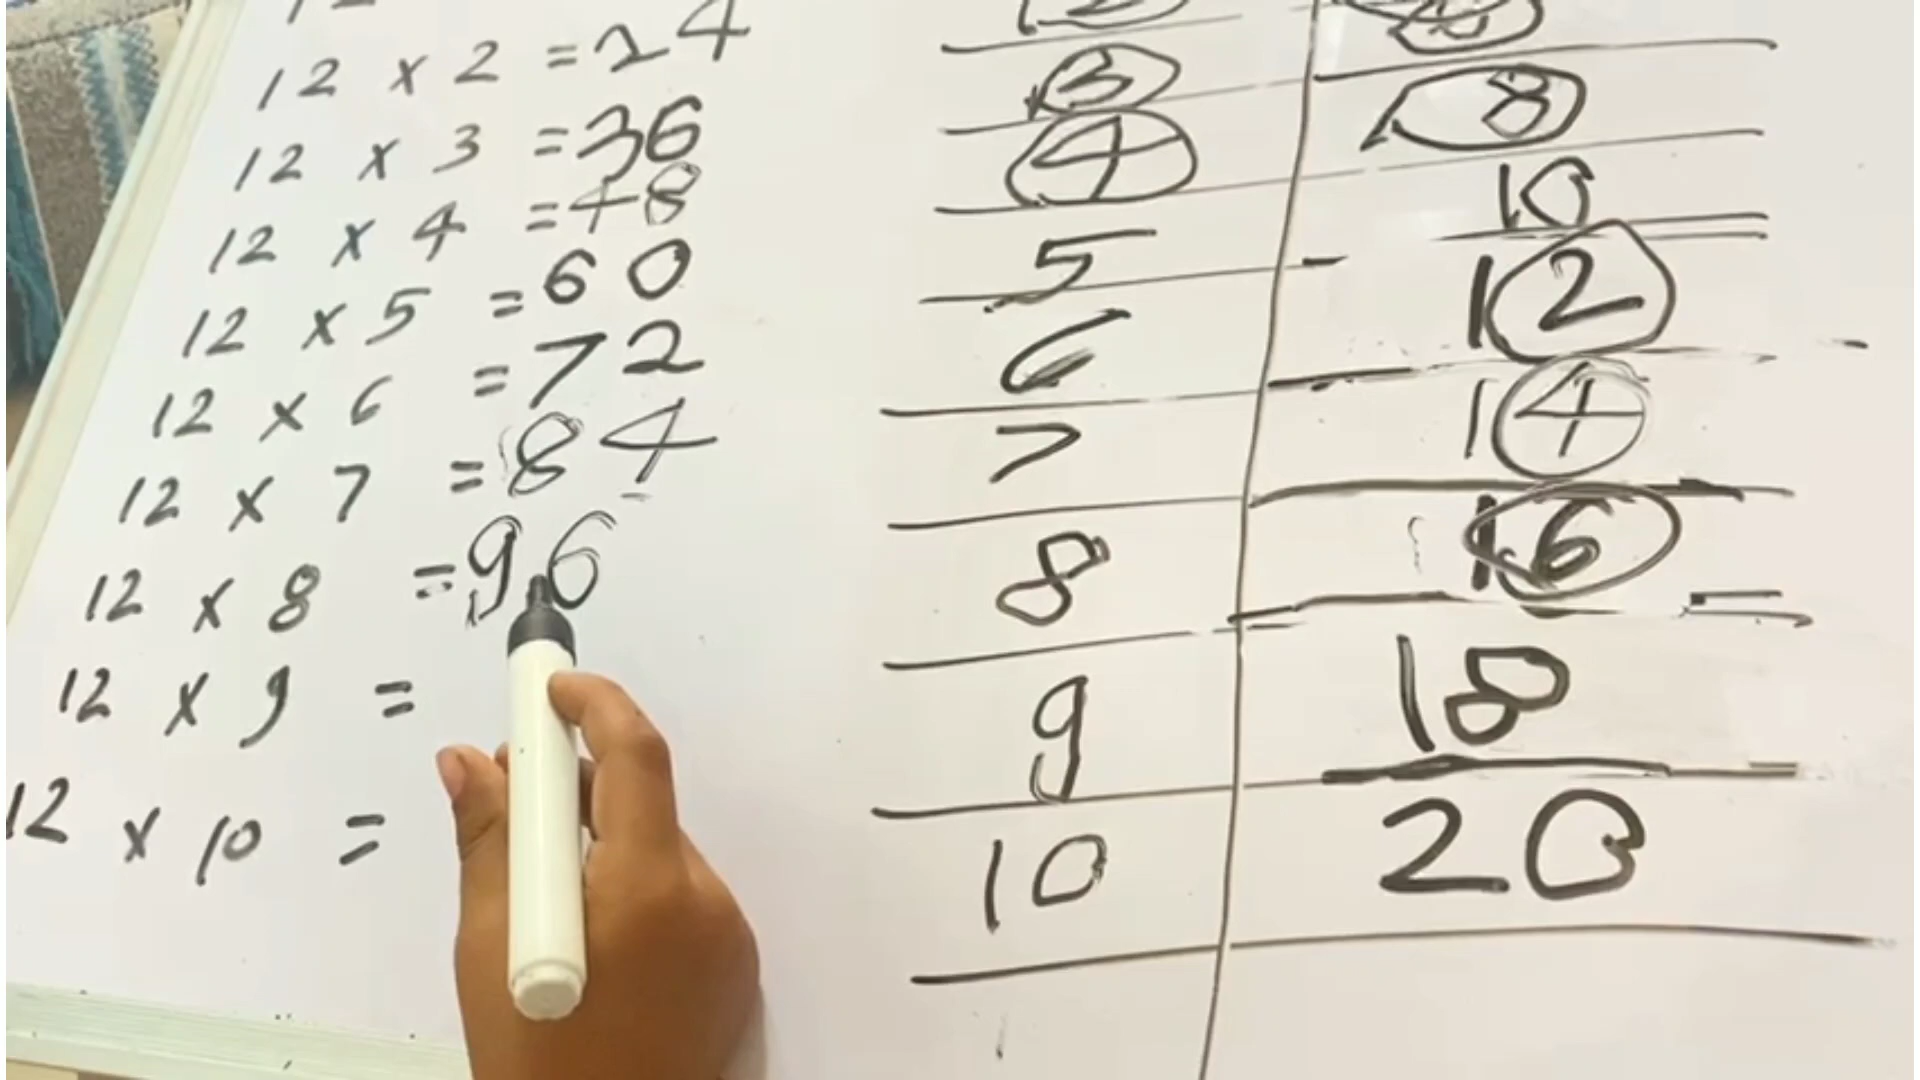 12 x 2 = 24
12 x 3 = 36
12 x 4 = 48
12 x 5 = 60
12 x 6 = 72
12 x 7 = 84
12 x 8 = 96
12 x 9 =
12 x 10 =
3
4 8
5 10
6 12
7 14
8 16
9 18
10 20